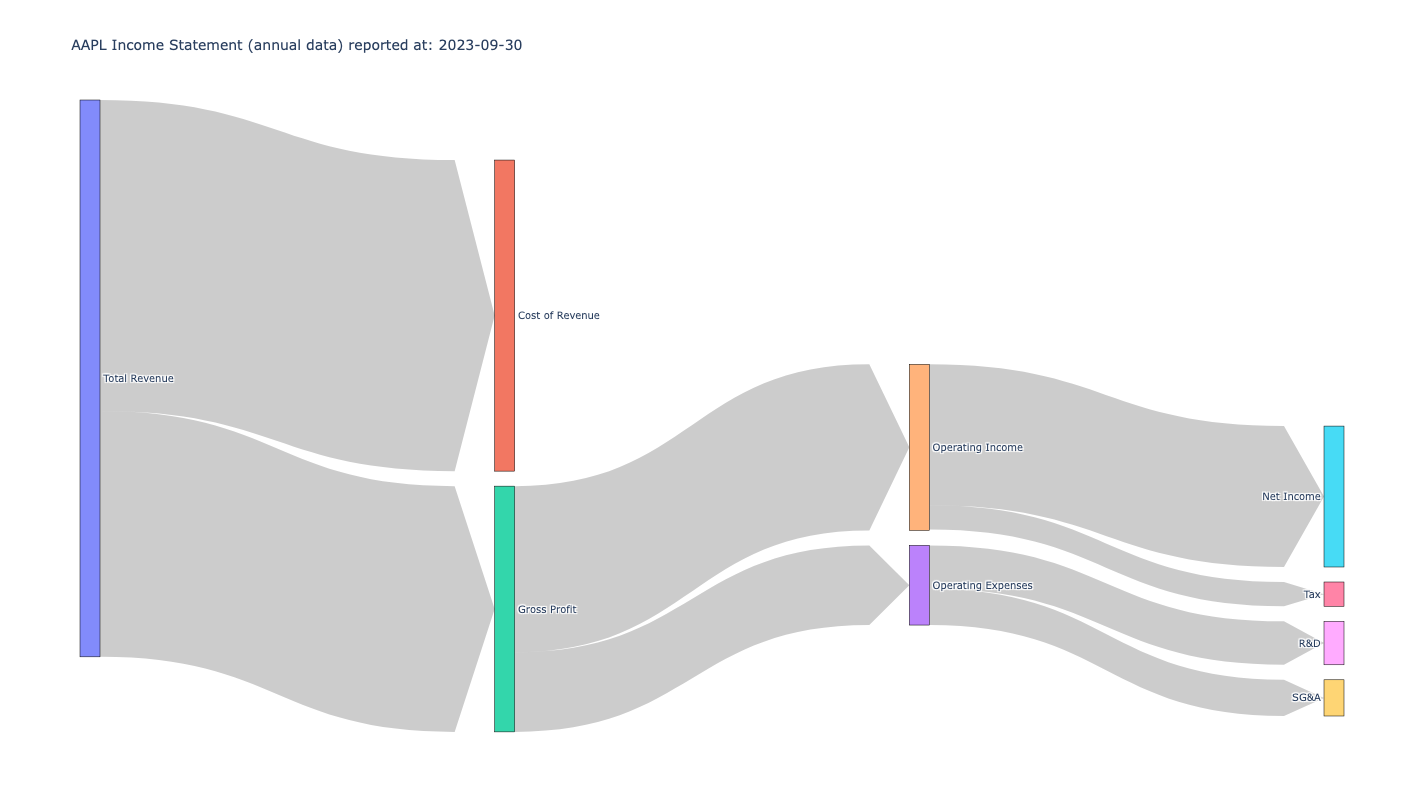 AAPL Income Statement (annual data) reported at: 2023-09-30
Total Revenue
Cost of Revenue
Gross Profit
Operating Income
Operating Expenses
Net Income
Tax
R&D
SG&A